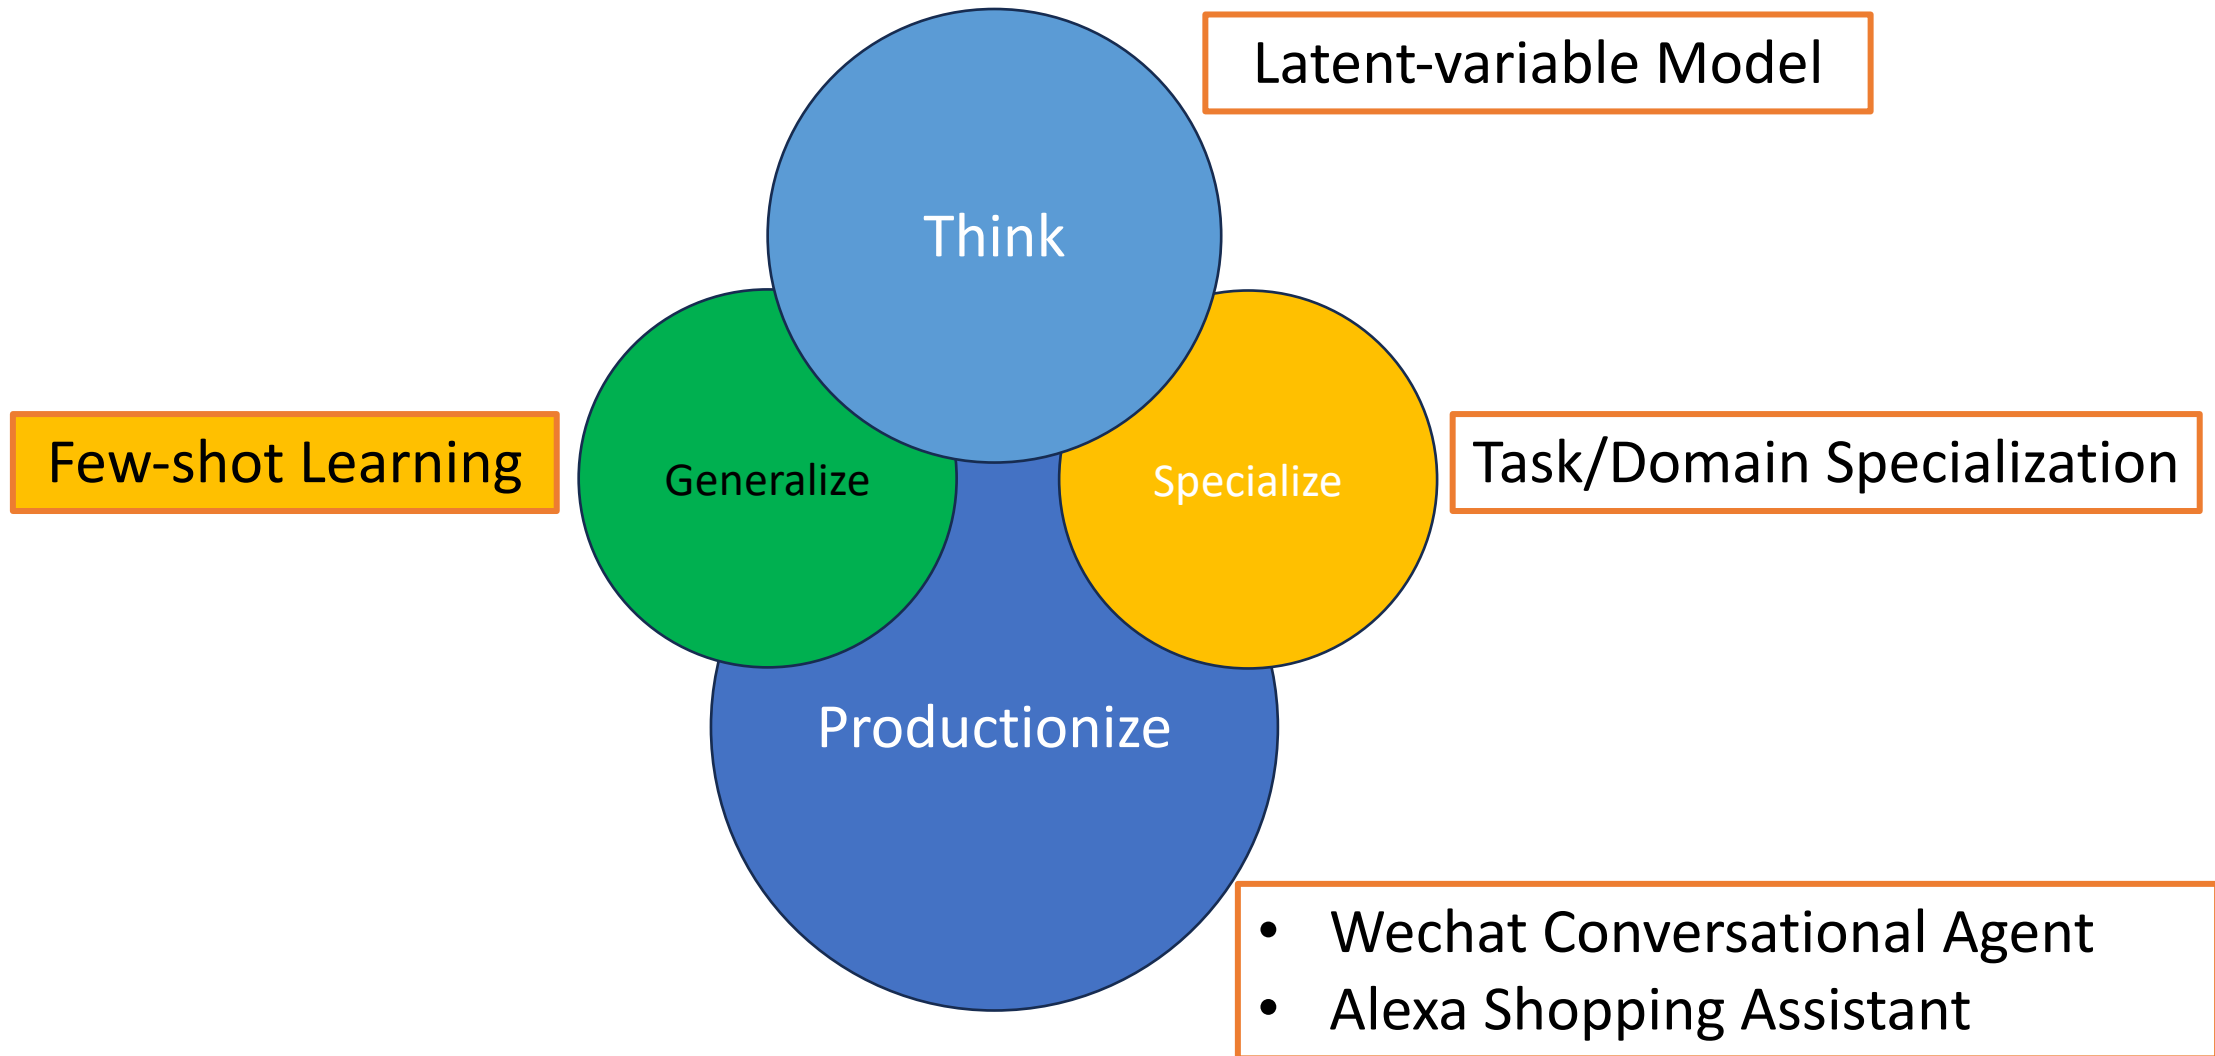 Latent-variable Model
Think
Few-shot Learning
Generalize
Specialize
Task/Domain Specialization
Productionize
• Wechat Conversational Agent
• Alexa Shopping Assistant